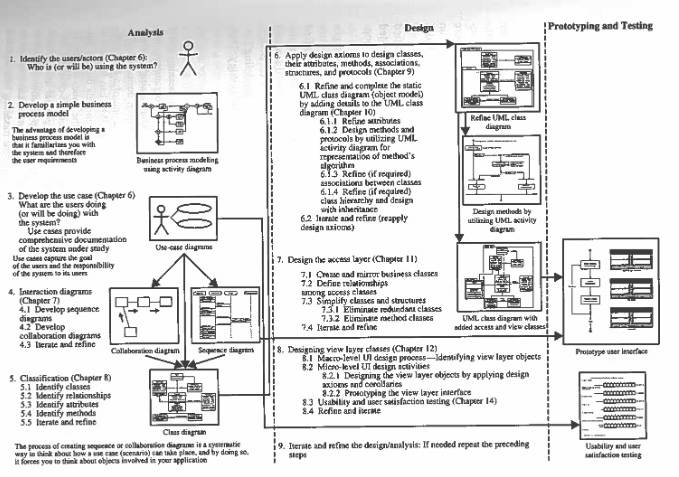 Analysis
1. Identify the users/actors (Chapter 6):
Who is (or will be) using the system?
2. Develop a simple business
process model
The advantage of developing a
business process model is
that it familiarizes you with
the system and therefore
the user requirements
Business process modeling
using activity diagram
3. Develop the use case (Chapter 6)
What are the users doing
(or will be doing) with
the system?
Use cases provide
comprehensive documentation
of the system under study
Use cases capture the goal
of the users and the responsibility
of the system to its users
Use-case diagrams
4. Interaction diagrams
(Chapter 7)
4.1 Develop sequence
diagrams
4.2 Develop
collaboration diagrams
4.3 Iterate and refine
Collaboration diagram
Sequence diagram
5. Classification (Chapter 8)
5.1 Identify classes
5.2 Identify relationships
5.3 Identify attributes
5.4 Identify methods
5.5 Iterate and refine
Class diagram
The process of creating sequence or collaboration diagrams is a systematic
way to think about how a use case (scenario) can take place, and by doing so,
it forces you to think about objects involved in your application
Design
6. Apply design axioms to design classes,
their attributes, methods, associations,
structures, and protocols (Chapter 9)
6.1 Refine and complete the static
UML class diagram (object model)
by adding details to the UML class
diagram (Chapter 10)
6.1.1 Refine attributes
6.1.2 Design methods and
protocols by utilizing UML
activity diagram for
representation of method's
algorithm
6.1.3 Refine (if required)
associations between classes
6.1.4 Refine (if required)
class hierarchy and design
with inheritance
6.2 Iterate and refine (reapply
design axioms)
Refine UML class
diagram
Design methods by
utilizing UML activity
diagram
7. Design the access layer (Chapter 11)
7.1 Create and mirror business classes
7.2 Define relationships
among access classes
7.3 Simplify classes and structures
7.3.1 Eliminate redundant classes
7.3.2 Eliminate method classes
7.4 Iterate and refine
UML class diagram with
added access and view classes
8. Designing view layer classes (Chapter 12)
8.1 Macro-level UI design process—Identifying view layer objects
8.2 Micro-level UI design activities
8.2.1 Designing the view layer objects by applying design
axioms and corollaries
8.2.2 Prototyping the view layer interface
8.3 Usability and user satisfaction testing (Chapter 14)
8.4 Refine and iterate
9. Iterate and refine the design/analysis: If needed repeat the preceding
steps
Prototyping and Testing
Prototype user interface
Usability and user
satisfaction testing